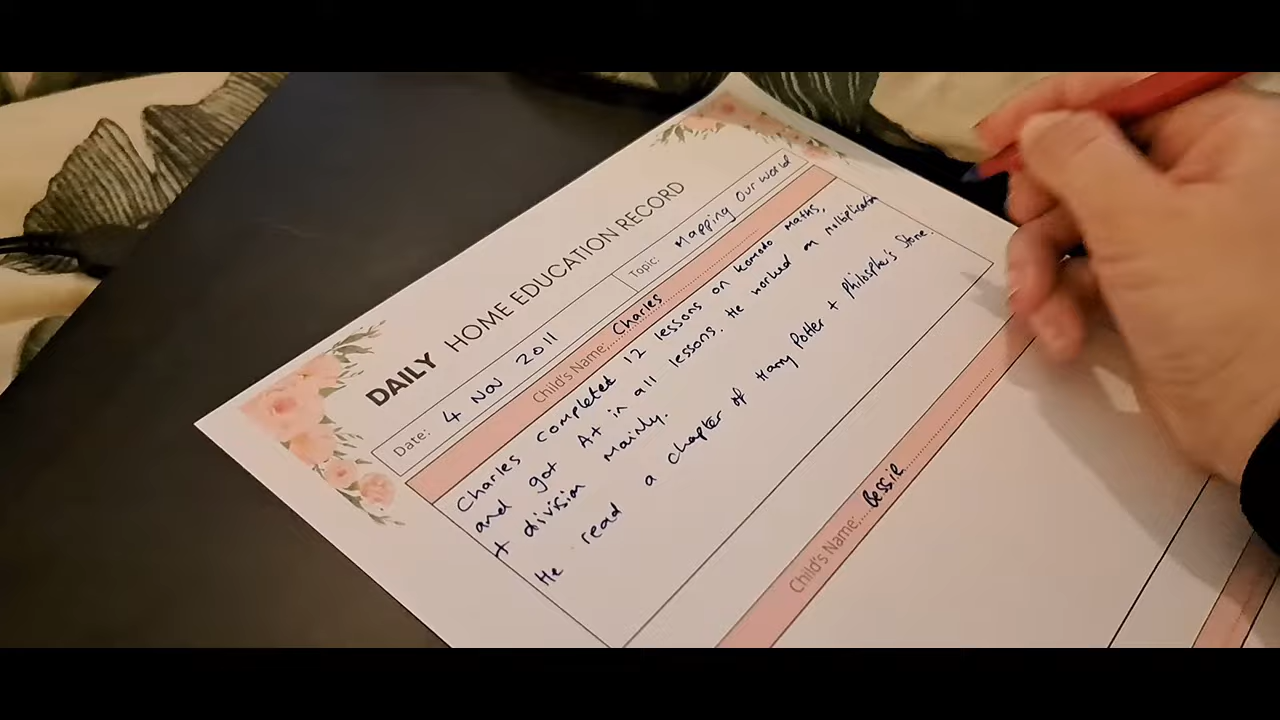 DAILY HOME EDUCATION RECORD
Date: 4 Nov 2011 Topic: Mapping Our World
Child's Name: Charles
Charles completed 12 lessons on Komodo Maths,
and got A+ in all lessons. He worked on multiplication
+ division mainly.
He read a chapter of Harry Potter + Philospher's Stone.
Child's Name: Bessie